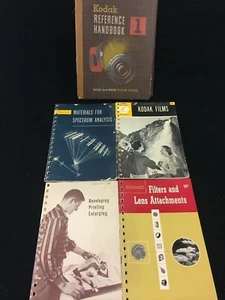 Kodak
REFERENCE
HANDBOOK
1
MATERIALS FOR
SPECTRUM ANALYSIS
KODAK FILMS
Developing
Printing
Enlarging
Filters and
Lens Attachments